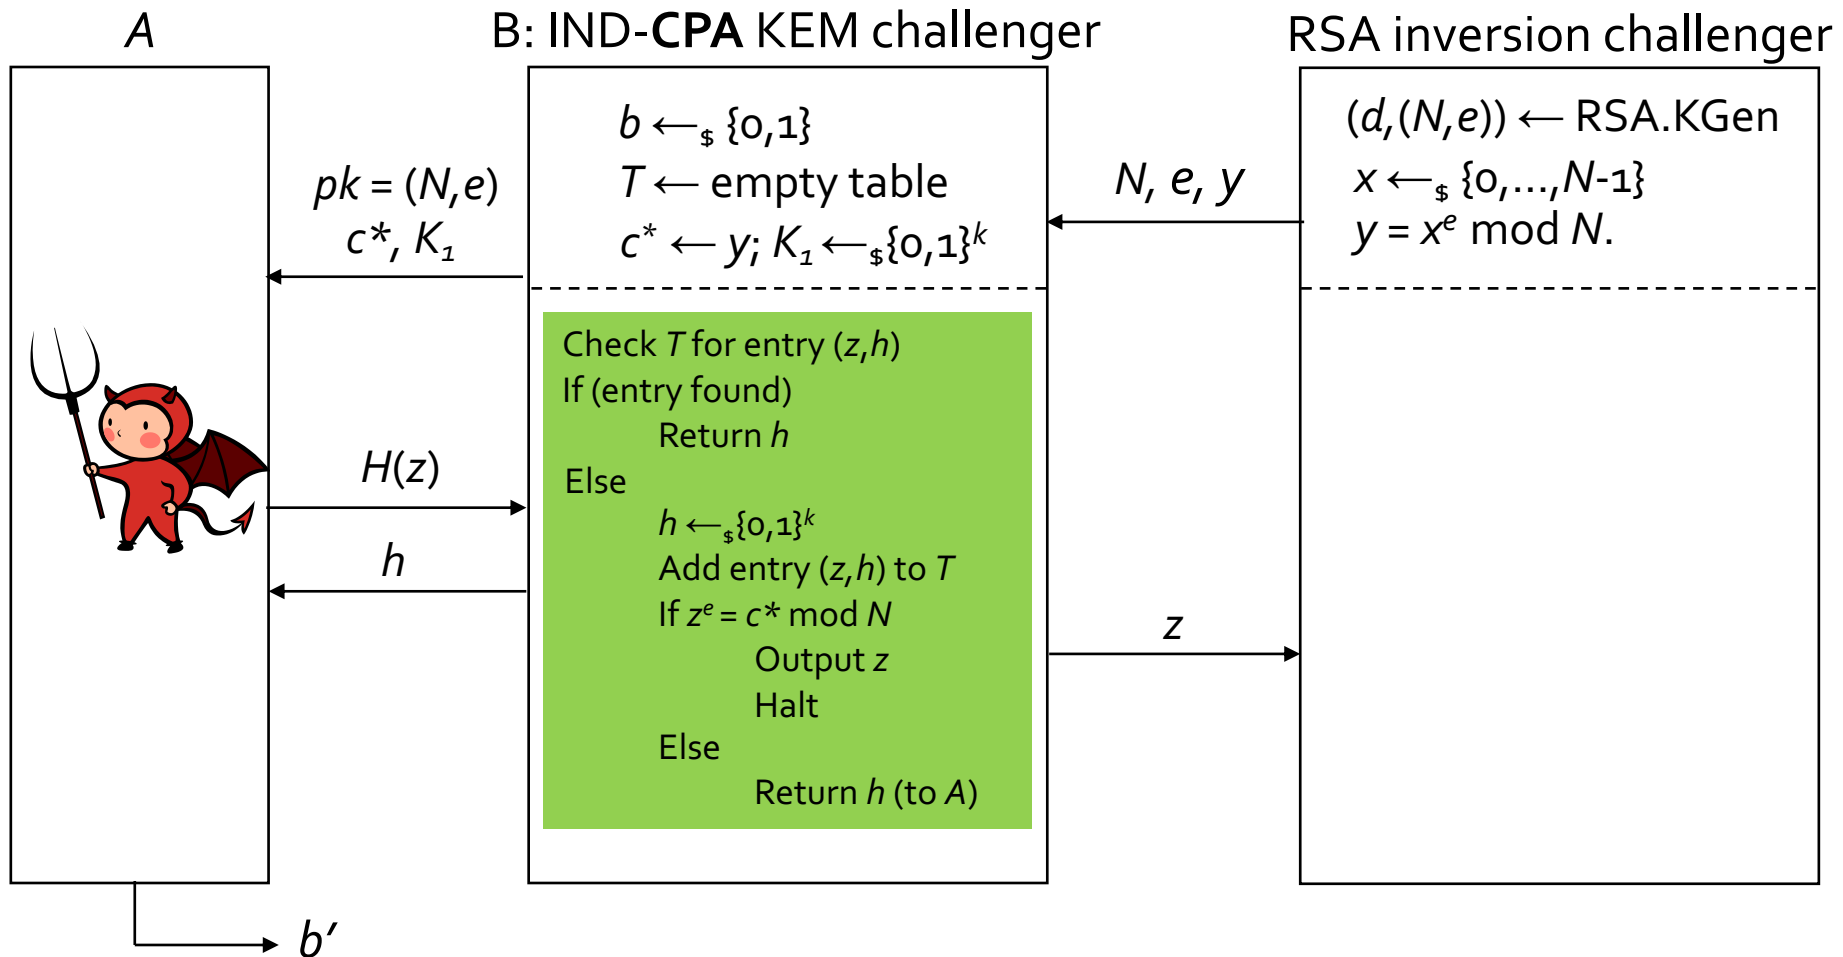 A
B: IND-CPA KEM challenger
RSA inversion challenger
b ←$ {0,1}
T ← empty table
c* ← y; K₁ ←${0,1}ᵏ
(d,(N,e)) ← RSA.KGen
x ←$ {0,…,N-1}
y = xᵉ mod N.
pk = (N,e)
c*, K₁
N, e, y
Check T for entry (z,h)
If (entry found)
Return h
Else
h ←${0,1}ᵏ
Add entry (z,h) to T
If zᵉ = c* mod N
Output z
Halt
Else
Return h (to A)
H(z)
h
z
b′